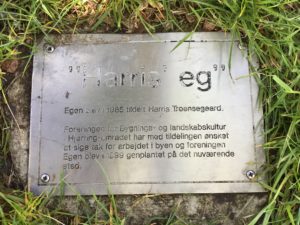 "Harris' eg"
Egen blev i 1985 tildelt Harris Troensegaard.
Foreningen for Bygnings- og landskabskultur
i Hjørring-området har med tildelingen ønsket
at sige tak for arbejdet i byen og foreningen
Egen blev i 1999 genplantet på det nuværende
sted.